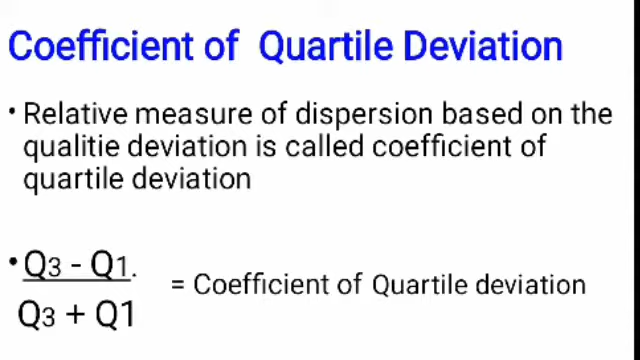 Coefficient of Quartile Deviation
• Relative measure of dispersion based on the
qualitie deviation is called coefficient of
quartile deviation
• Q3 - Q1.
= Coefficient of Quartile deviation
Q3 + Q1